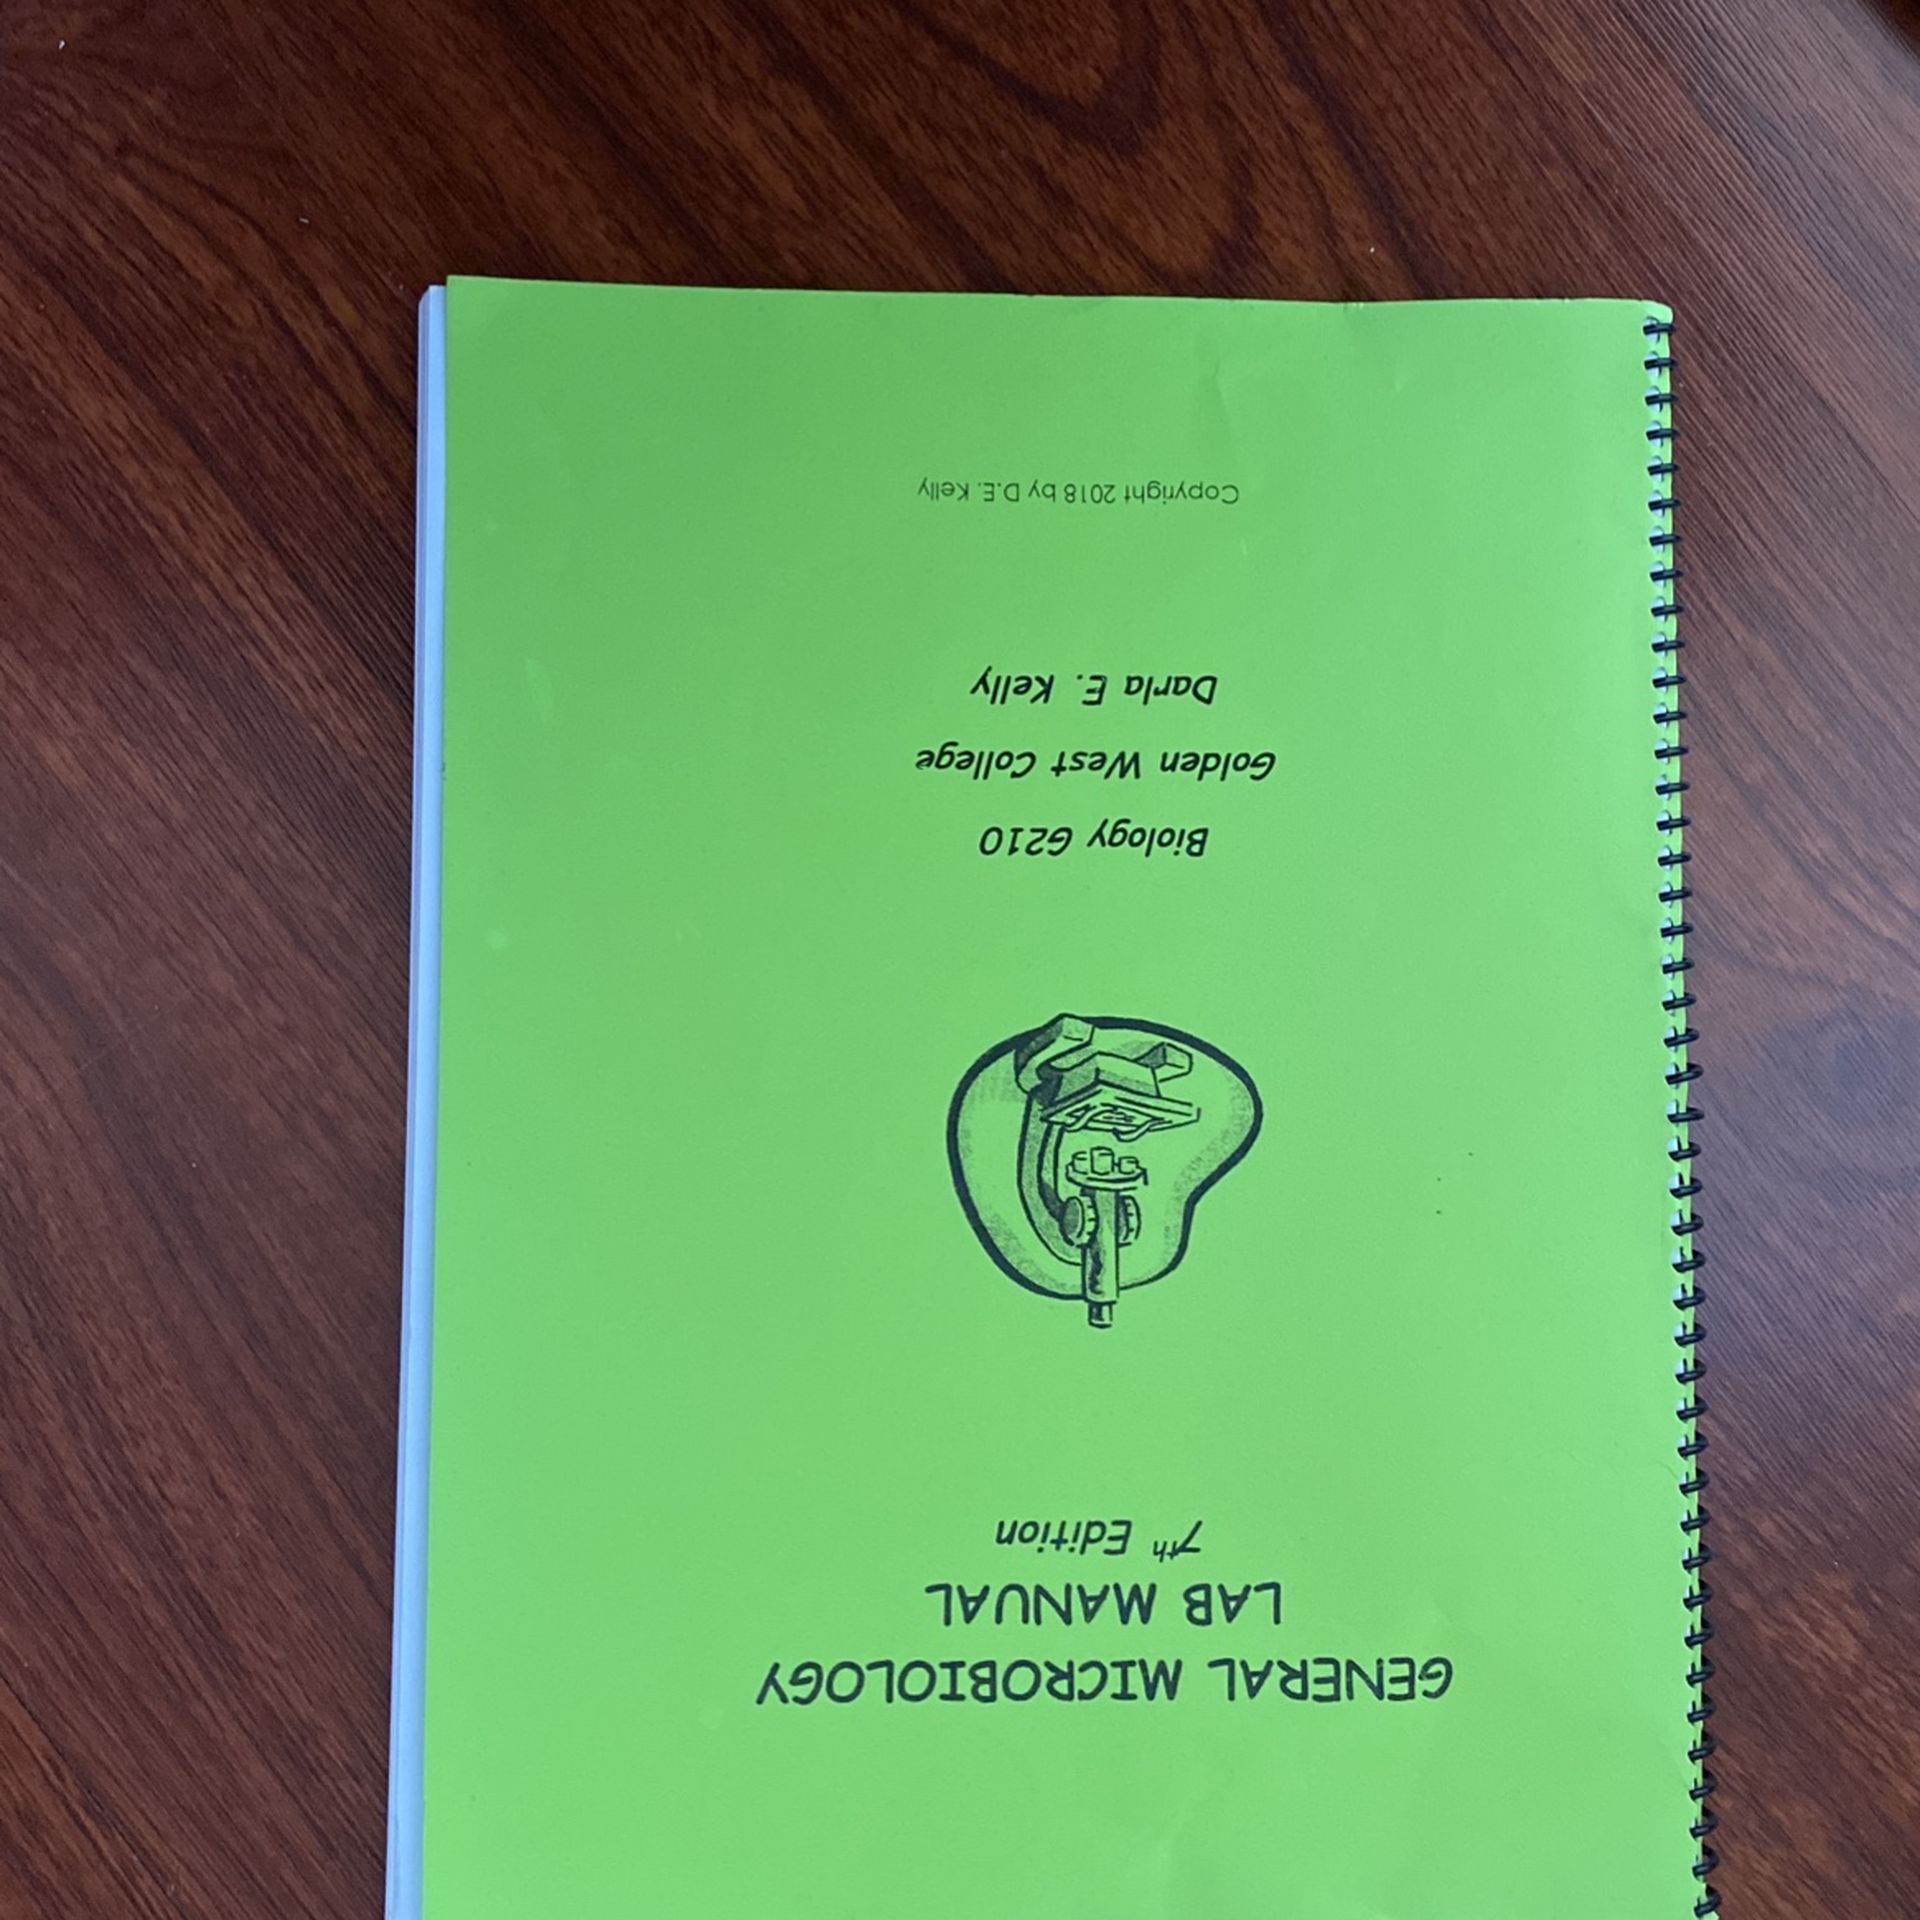 GENERAL MICROBIOLOGY
LAB MANUAL
7th Edition
Biology G210
Golden West College
Darla E. Kelly
Copyright 2018 by D.E. Kelly